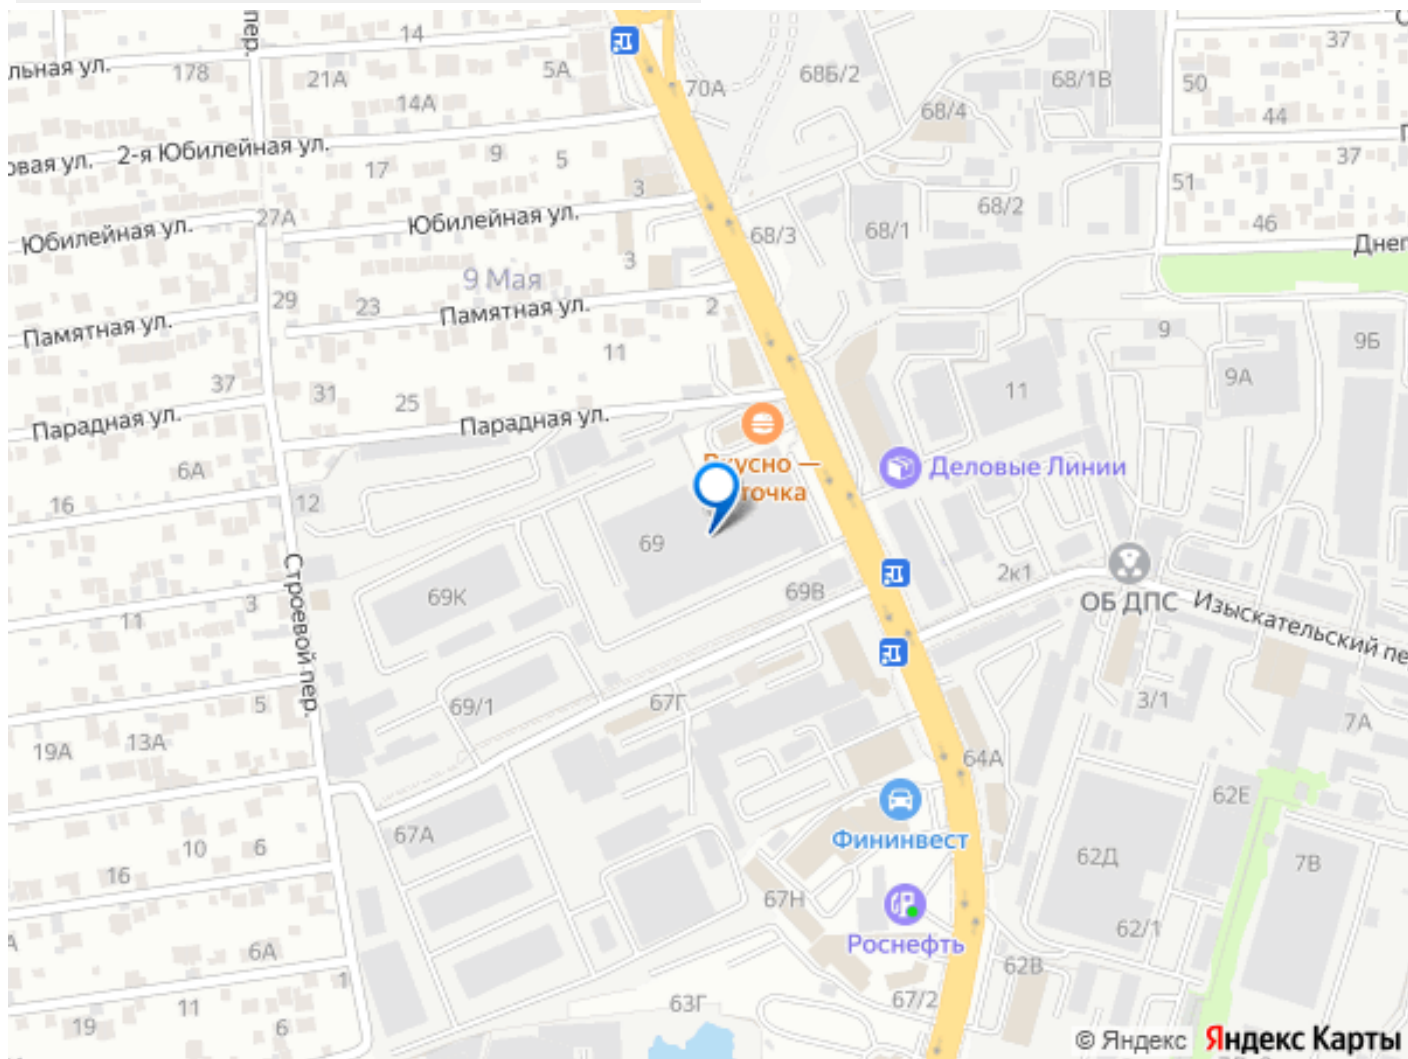 пер.
14
37
льная ул.
178
21А
5А
70А
68Б/2
68/1В
50
14А
68/4
44
овая ул.
2-я Юбилейная ул.
17
9
5
37
51
3
68/2
27А
Юбилейная ул.
Юбилейная ул.
68/3
68/1
46
Днеп
3
9 Мая
29
23
Памятная ул.
2
Памятная ул.
11
9
9Б
37
31
25
11
9А
Парадная ул.
Парадная ул.
6А
Вкусно —
точка
Деловые Линии
16
12
69
Строевой пер.
69К
69В
2к1
ОБ ДПС
Изыскательский пе
3
11
5
69/1
67Г
3/1
7А
19А
13А
64А
62Е
Фининвест
67А
10
6
16
62Д
7В
67Н
62/1
Роснефть
6А
1
62В
11
63Г
67/2
19
6
© Яндекс Яндекс Карты